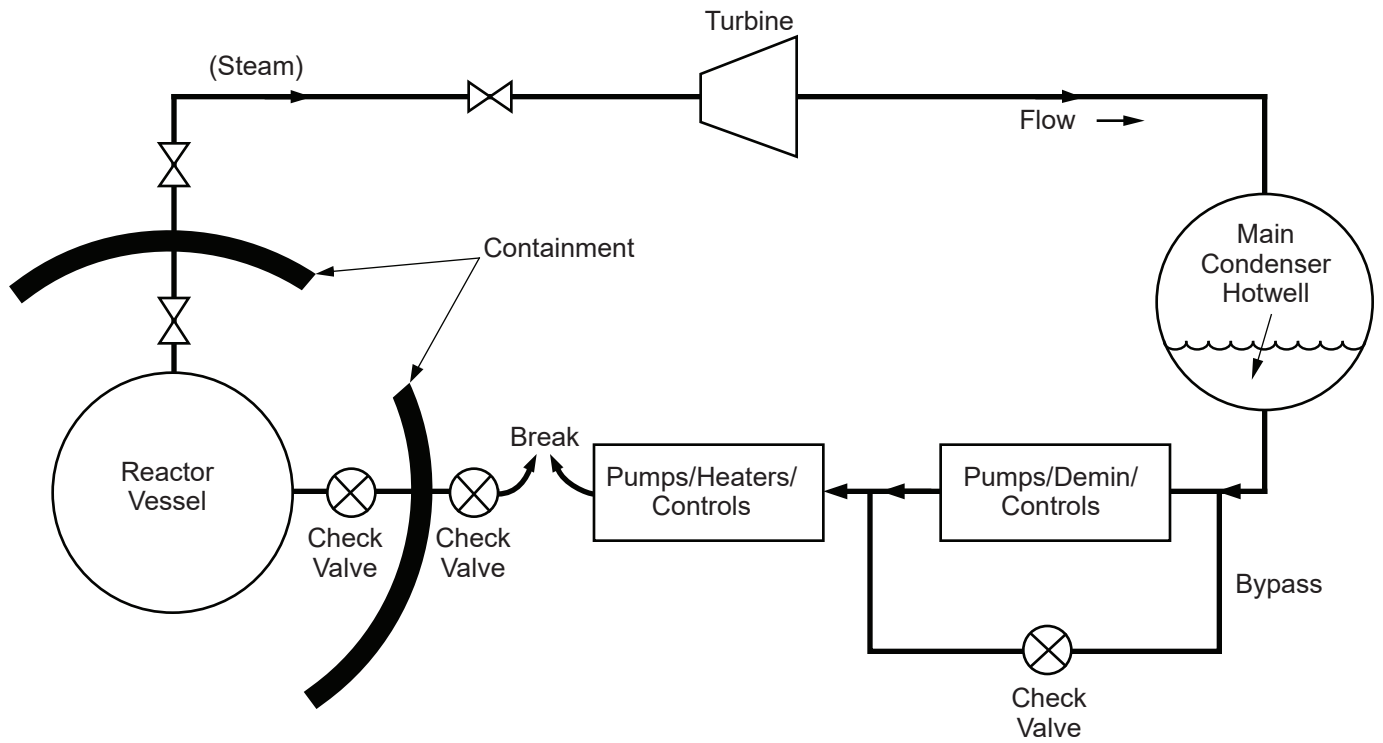 Turbine
(Steam)
Flow
Containment
Main
Condenser
Hotwell
Break
Reactor
Vessel
Pumps/Heaters/
Controls
Pumps/Demin/
Controls
Check
Valve
Check
Valve
Bypass
Check
Valve